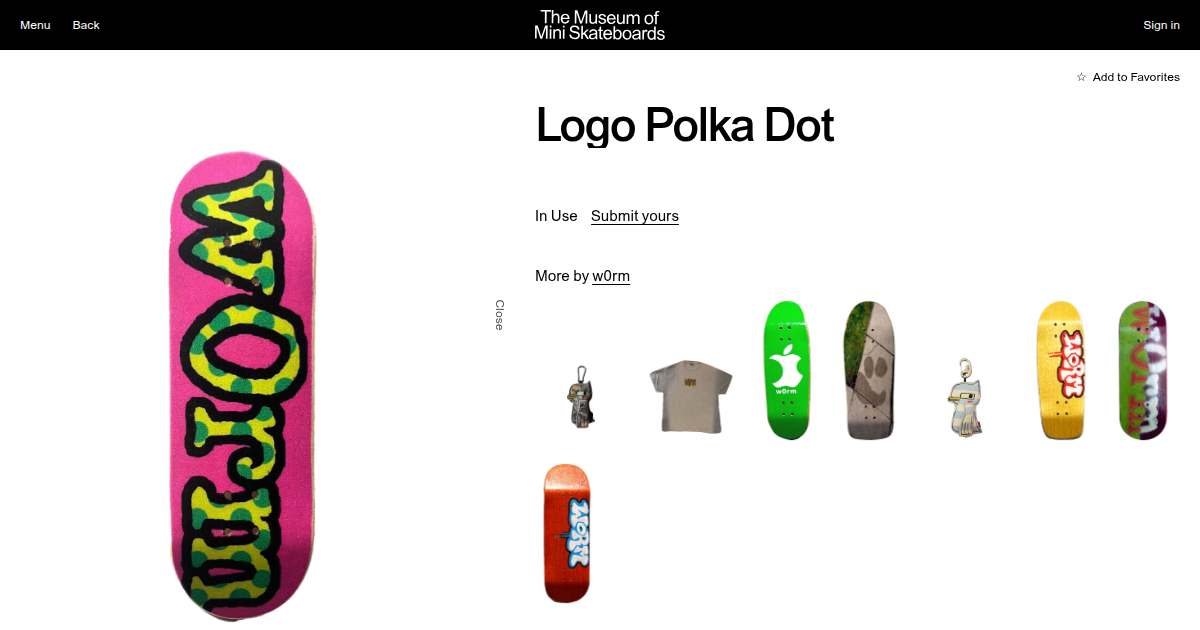 Menu
Back
The Museum of
Mini Skateboards
Sign in
☆ Add to Favorites
Logo Polka Dot
In Use
Submit yours
More by w0rm
Close
W0rm
w0rm